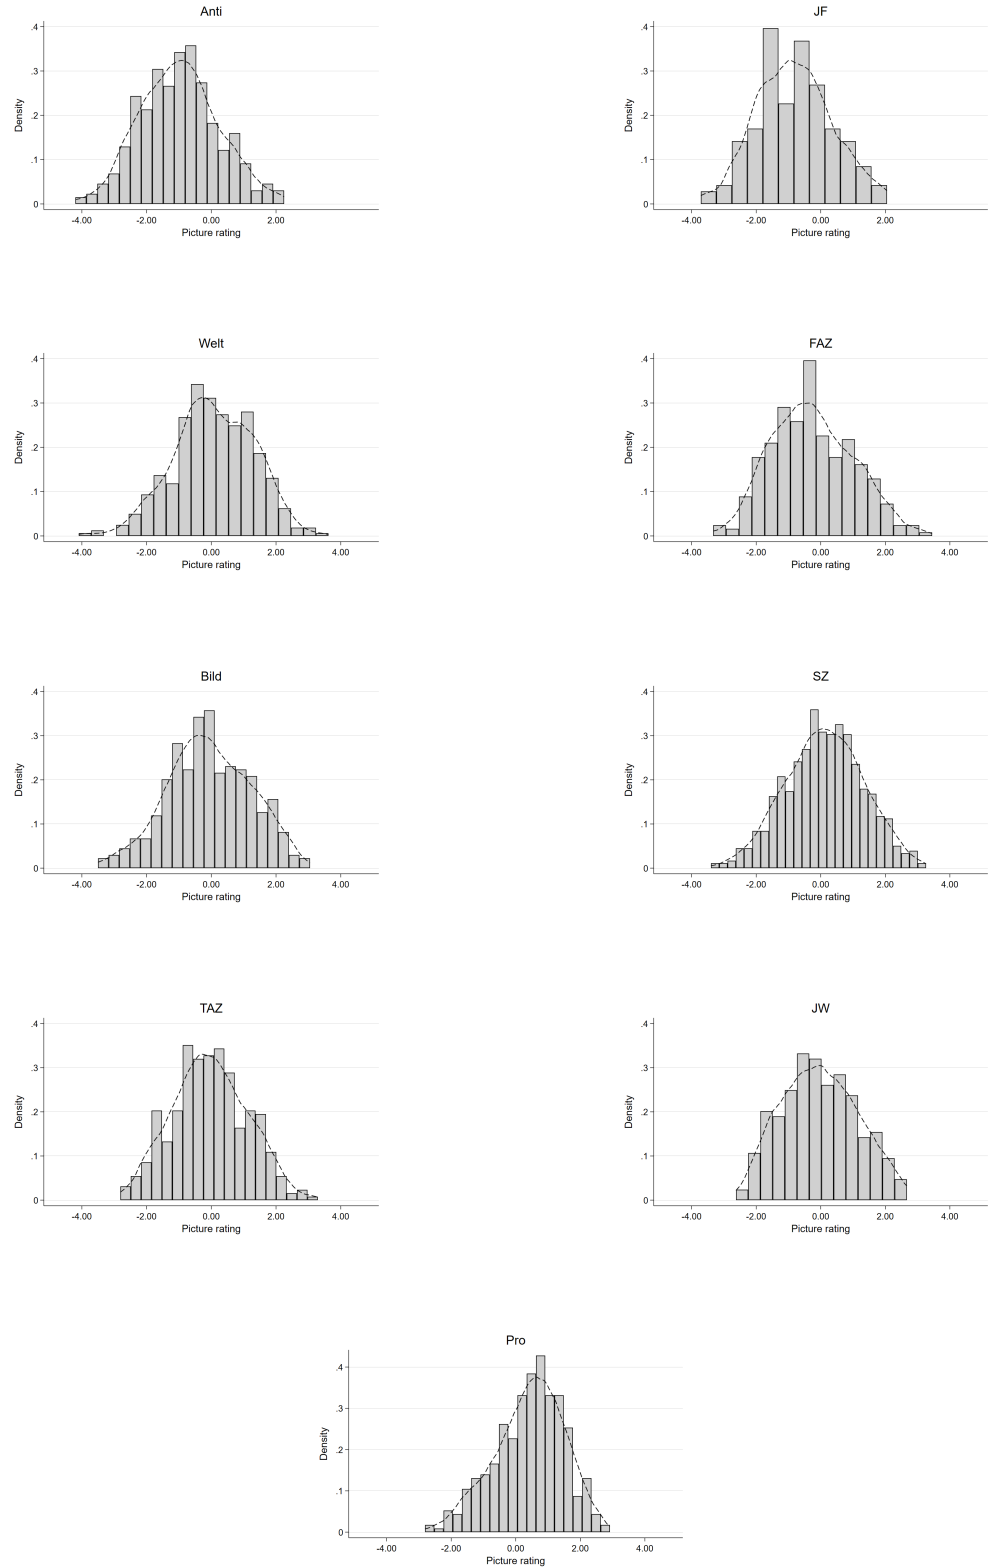 Anti
.4
.3
.2
.1
0
Density
-4.00 -2.00 0.00 2.00
Picture rating
JF
.4
.3
.2
.1
0
Density
-4.00 -2.00 0.00 2.00
Picture rating
Welt
.4
.3
.2
.1
0
Density
-4.00 -2.00 0.00 2.00 4.00
Picture rating
FAZ
.4
.3
.2
.1
0
Density
-4.00 -2.00 0.00 2.00 4.00
Picture rating
Bild
.4
.3
.2
.1
0
Density
-4.00 -2.00 0.00 2.00 4.00
Picture rating
SZ
.4
.3
.2
.1
0
Density
-4.00 -2.00 0.00 2.00 4.00
Picture rating
TAZ
.4
.3
.2
.1
0
Density
-4.00 -2.00 0.00 2.00 4.00
Picture rating
JW
.4
.3
.2
.1
0
Density
-4.00 -2.00 0.00 2.00 4.00
Picture rating
Pro
.4
.3
.2
.1
0
Density
-4.00 -2.00 0.00 2.00 4.00
Picture rating